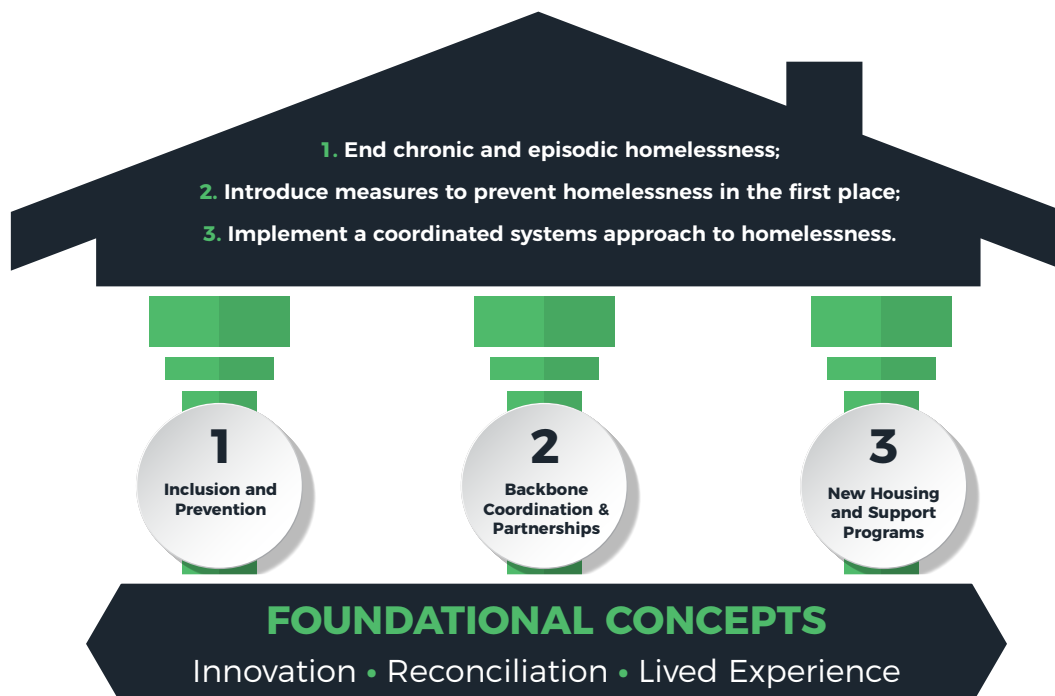 1. End chronic and episodic homelessness;
2. Introduce measures to prevent homelessness in the first place;
3. Implement a coordinated systems approach to homelessness.
1
Inclusion and
Prevention
2
Backbone
Coordination &
Partnerships
3
New Housing
and Support
Programs
FOUNDATIONAL CONCEPTS
Innovation • Reconciliation • Lived Experience